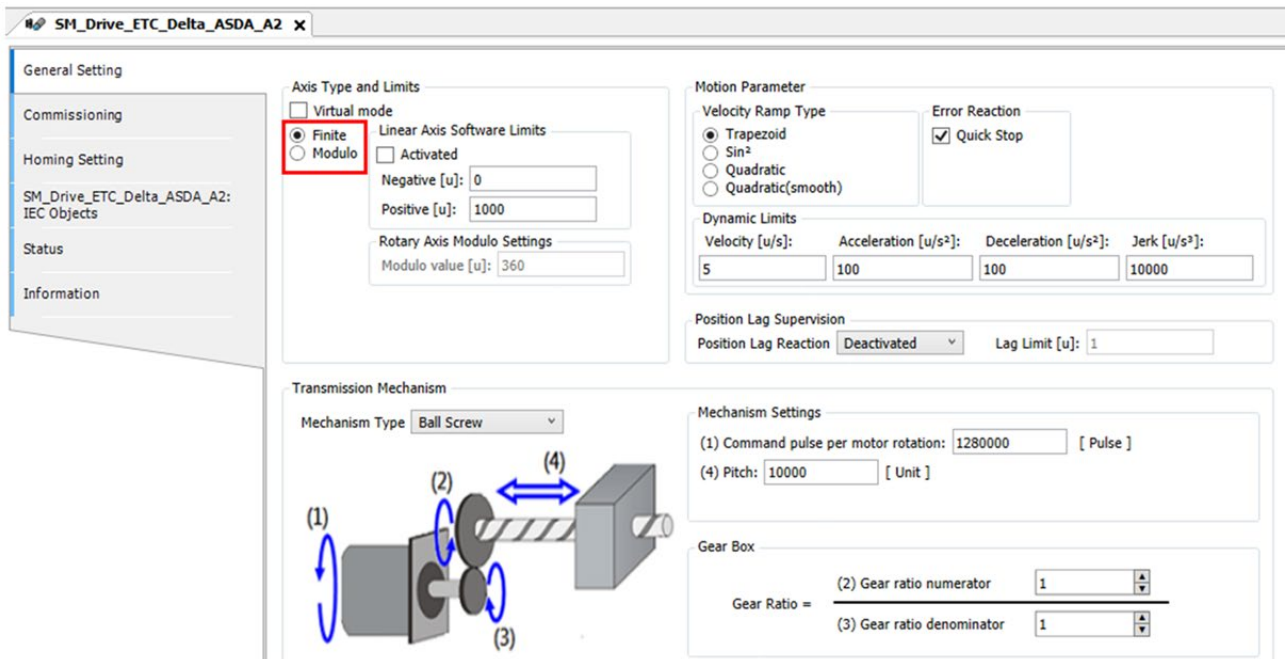 SM_Drive_ETC_Delta_ASDA_A2 X
General Setting
Commissioning
Homing Setting
SM_Drive_ETC_Delta_ASDA_A2:
IEC Objects
Status
Information
Axis Type and Limits
Virtual mode
Finite
Modulo
Linear Axis Software Limits
Activated
Negative [u]: 0
Positive [u]: 1000
Rotary Axis Modulo Settings
Modulo value [u]: 360
Motion Parameter
Velocity Ramp Type
Trapezoid
Sin²
Quadratic
Quadratic(smooth)
Error Reaction
Quick Stop
Dynamic Limits
Velocity [u/s]: Acceleration [u/s²]: Deceleration [u/s²]: Jerk [u/s³]:
5 100 100 10000
Position Lag Supervision
Position Lag Reaction Deactivated Lag Limit [u]: 1
Transmission Mechanism
Mechanism Type Ball Screw
(1)
(2)
(4)
(3)
Mechanism Settings
(1) Command pulse per motor rotation: 1280000 [ Pulse ]
(4) Pitch: 10000 [ Unit ]
Gear Box
Gear Ratio =
(2) Gear ratio numerator 1
(3) Gear ratio denominator 1